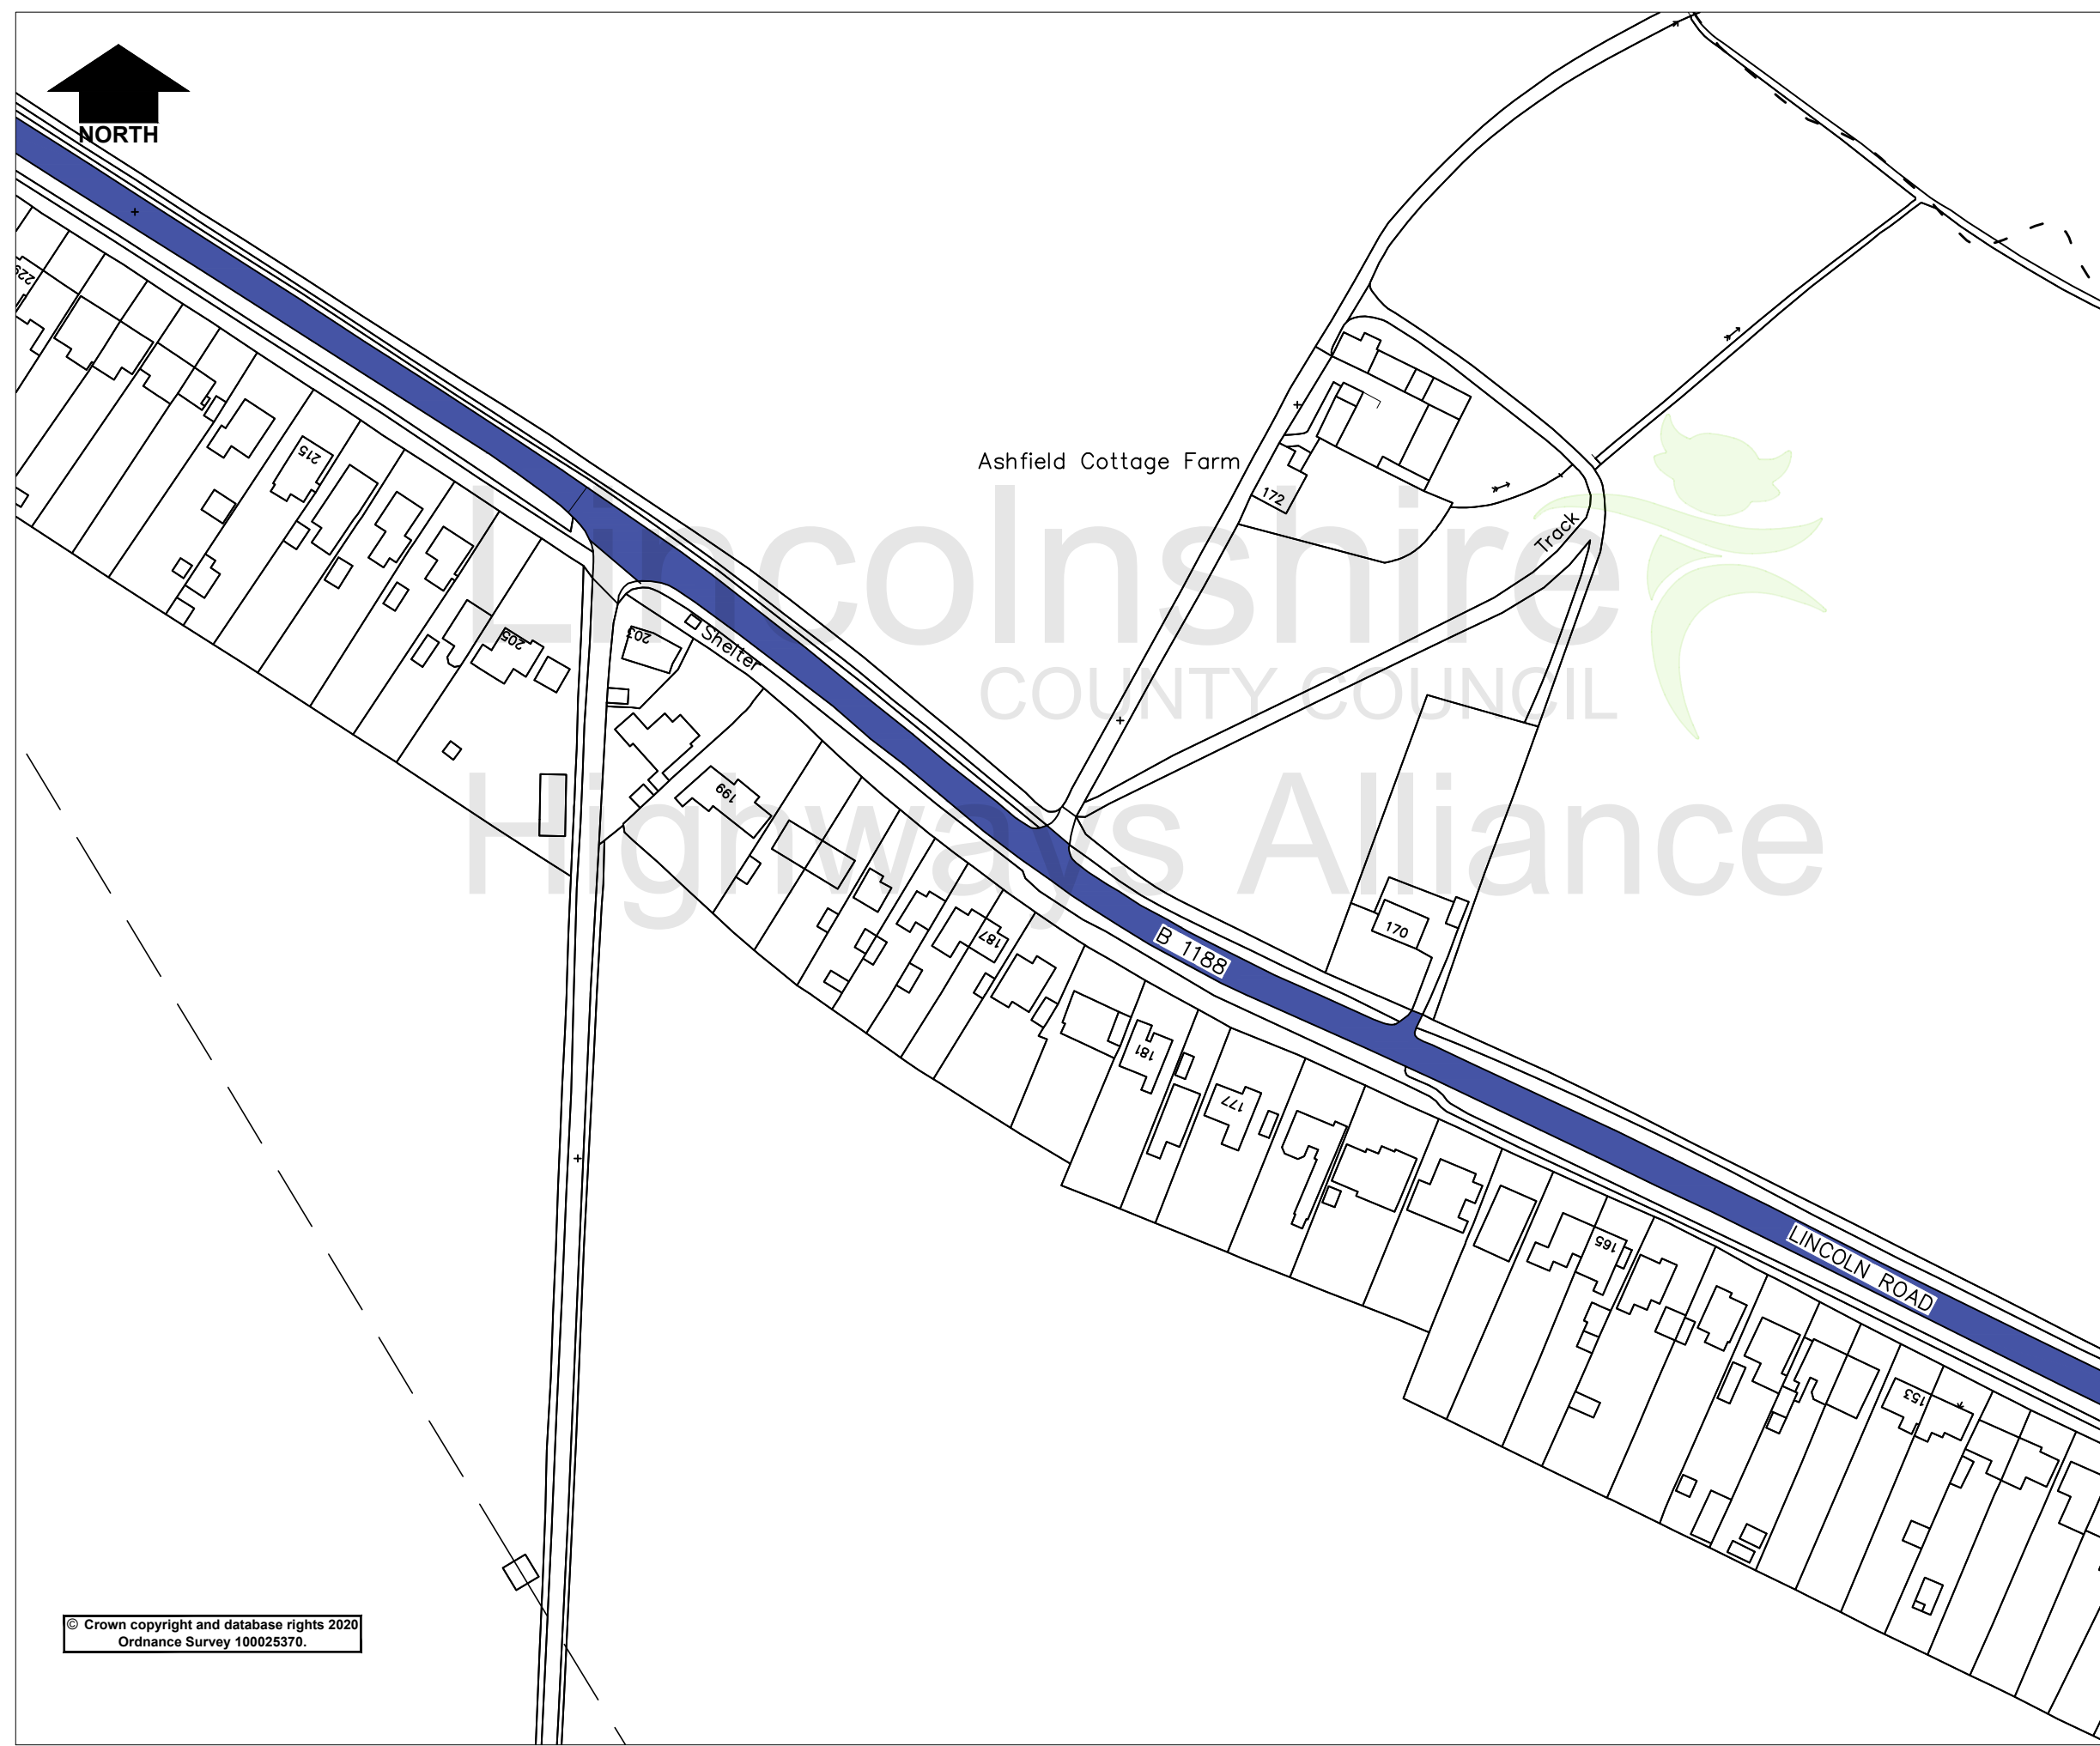 NORTH
229
215
205
203
Shelter
199
187
181
177
165
153
Ashfield Cottage Farm
172
Track
170
B 1188
LINCOLN ROAD
Lincolnshire
COUNTY COUNCIL
Highways Alliance
© Crown copyright and database rights 2020
Ordnance Survey 100025370.